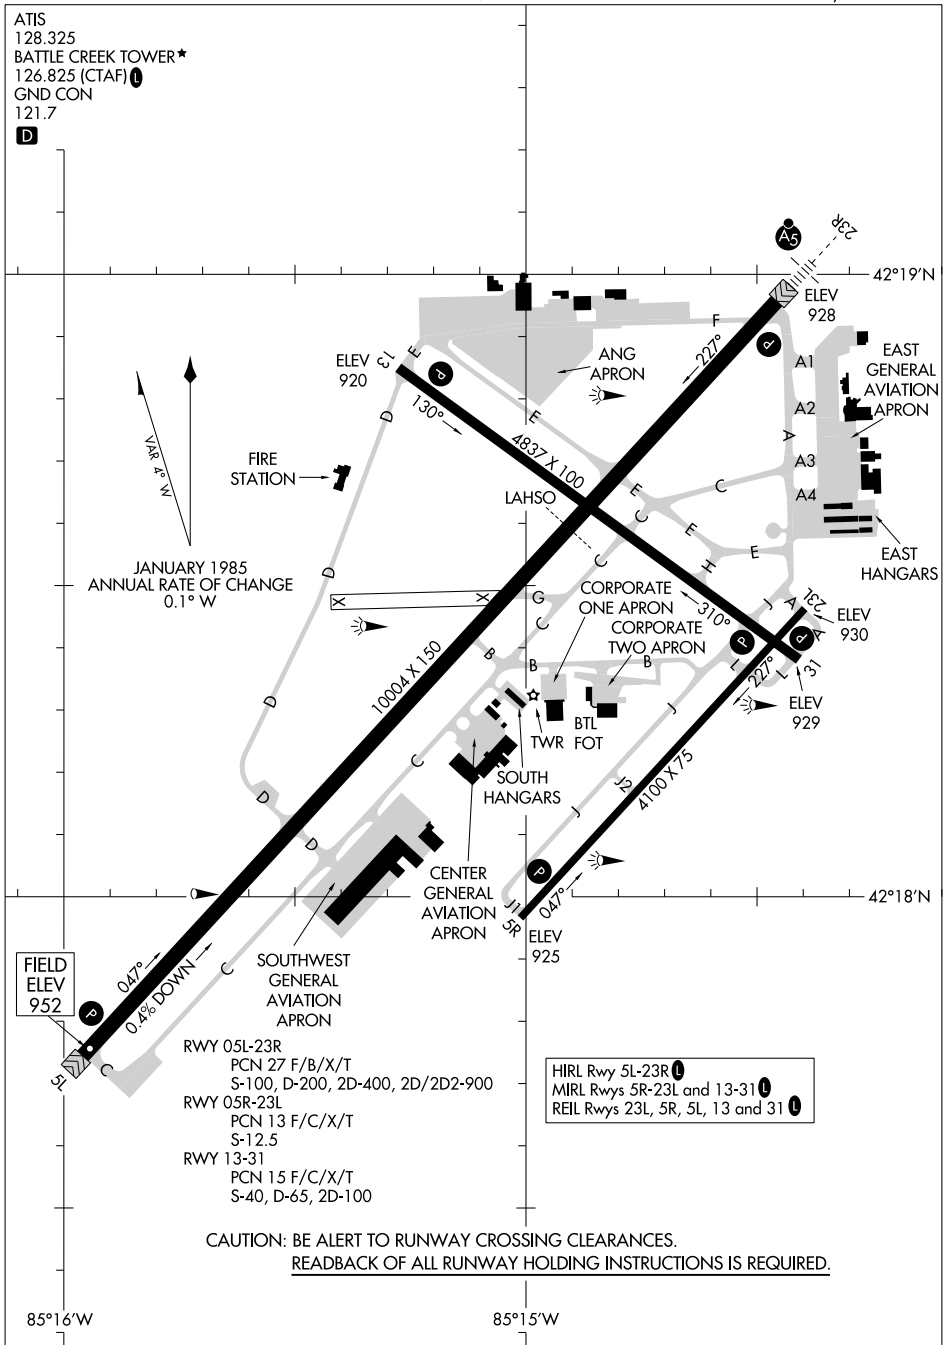 ATIS
128.325
BATTLE CREEK TOWER★
126.825 (CTAF) L
GND CON
121.7
D
A5
23R
42°19'N
ELEV
928
F
P
227°
A1
EAST
GENERAL
AVIATION
APRON
ANG
APRON
13
E
ELEV
920
P
130°
D
E
A2
A
A3
A4
VAR 4° W
FIRE
STATION
4837 X 100
LAHSO
E
C
C
E
H
E
EAST
HANGARS
JANUARY 1985
ANNUAL RATE OF CHANGE
0.1° W
D
C
X
X
G
C
CORPORATE
ONE APRON
CORPORATE
TWO APRON
310°
J
A
23L
ELEV
930
P
P
A
31
B
B
B
L
L
227°
ELEV
929
10004 X 150
D
J
TWR
BTL
FOT
SOUTH
HANGARS
C
J2
4100 X 75
J
D
D
CENTER
GENERAL
AVIATION
APRON
P
J1
5R
047°
42°18'N
ELEV
925
FIELD
ELEV
952
P
047°
0.4% DOWN
C
SOUTHWEST
GENERAL
AVIATION
APRON
5L
C
RWY 05L-23R
PCN 27 F/B/X/T
S-100, D-200, 2D-400, 2D/2D2-900
RWY 05R-23L
PCN 13 F/C/X/T
S-12.5
RWY 13-31
PCN 15 F/C/X/T
S-40, D-65, 2D-100
HIRL Rwy 5L-23R L
MIRL Rwys 5R-23L and 13-31 L
REIL Rwys 23L, 5R, 5L, 13 and 31 L
CAUTION: BE ALERT TO RUNWAY CROSSING CLEARANCES.
READBACK OF ALL RUNWAY HOLDING INSTRUCTIONS IS REQUIRED.
85°16'W
85°15'W